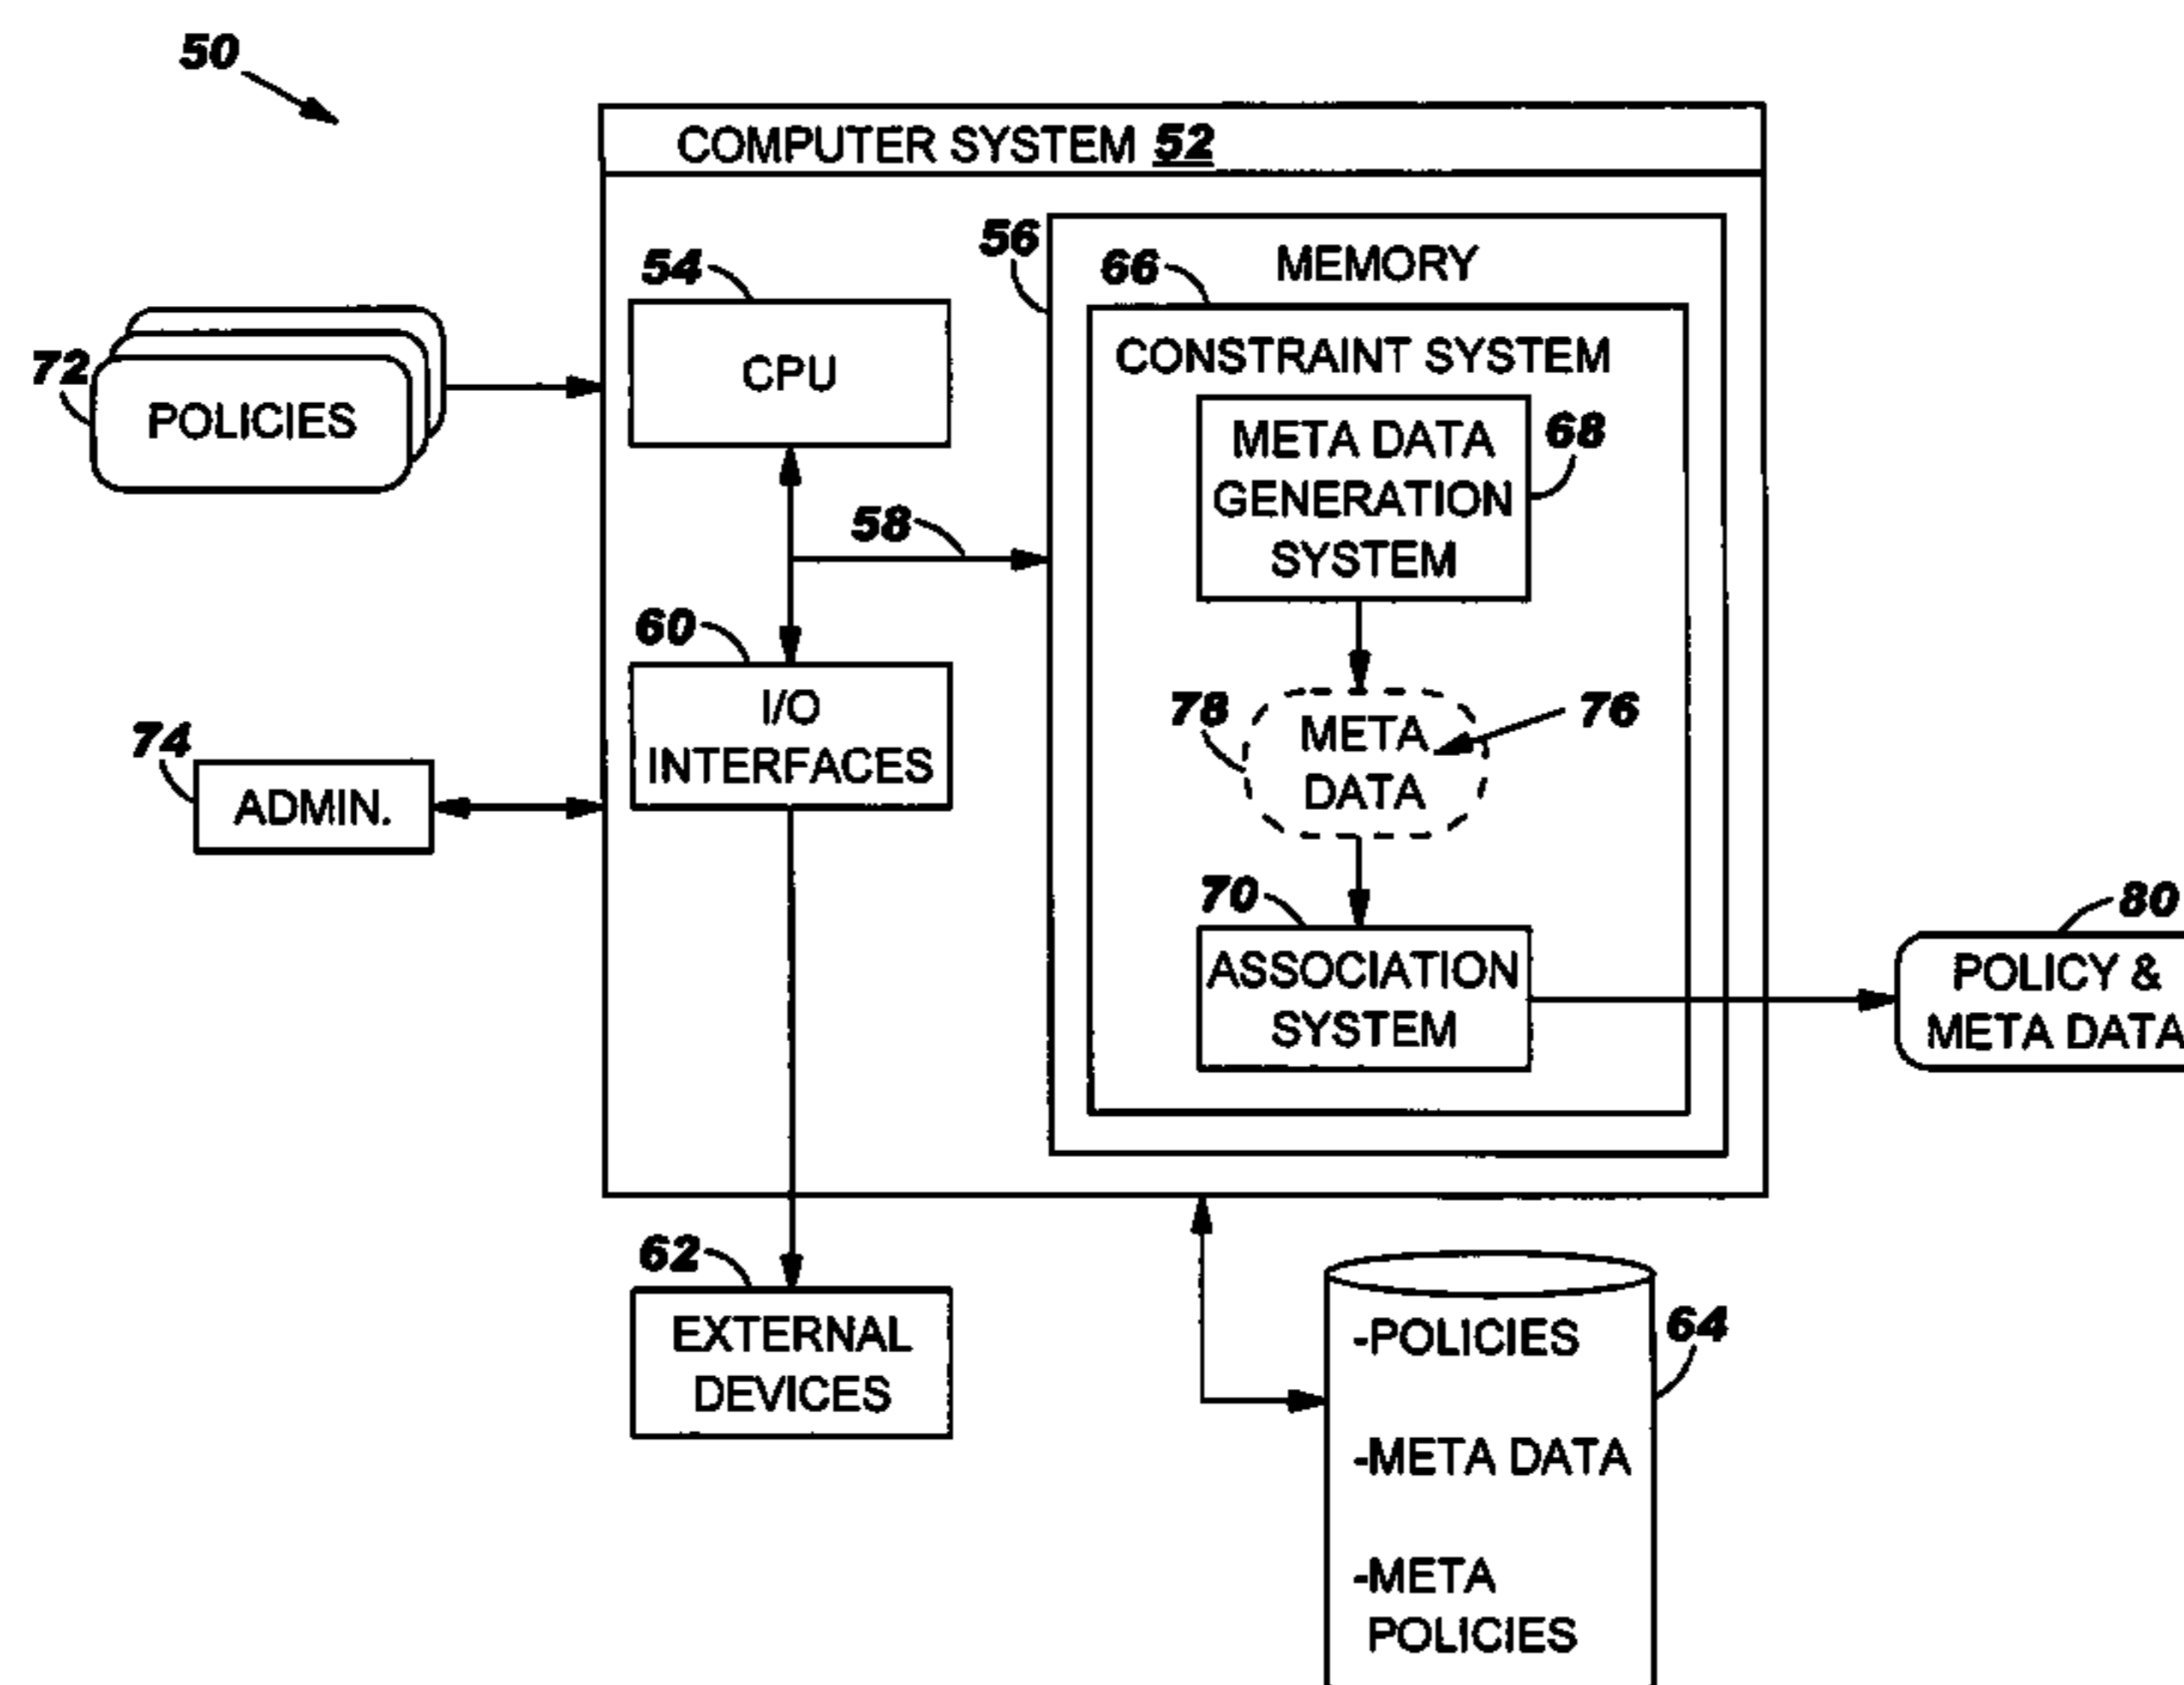 50
COMPUTER SYSTEM 52
56
MEMORY
54
66
CPU
CONSTRAINT SYSTEM
72
POLICIES
META DATA
GENERATION
SYSTEM
68
58
60
I/O
INTERFACES
78
META
DATA
76
74
ADMIN.
70
ASSOCIATION
SYSTEM
80
POLICY &
META DATA
62
EXTERNAL
DEVICES
64
-POLICIES
-META DATA
-META
POLICIES